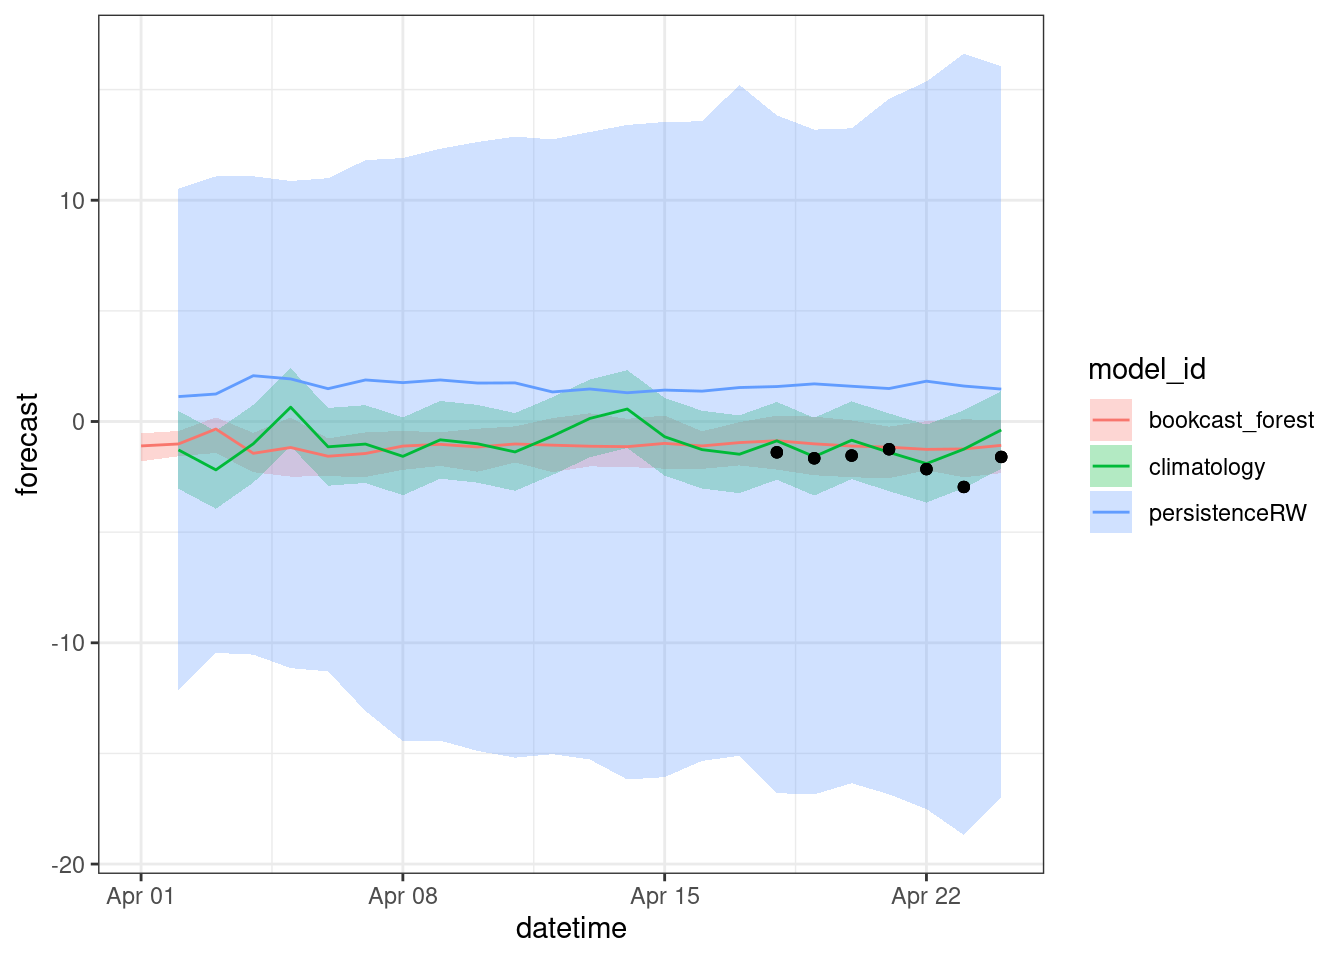 forecast
10
0
-10
-20
Apr 01
Apr 08
Apr 15
Apr 22
datetime
model_id
bookcast_forest
climatology
persistenceRW